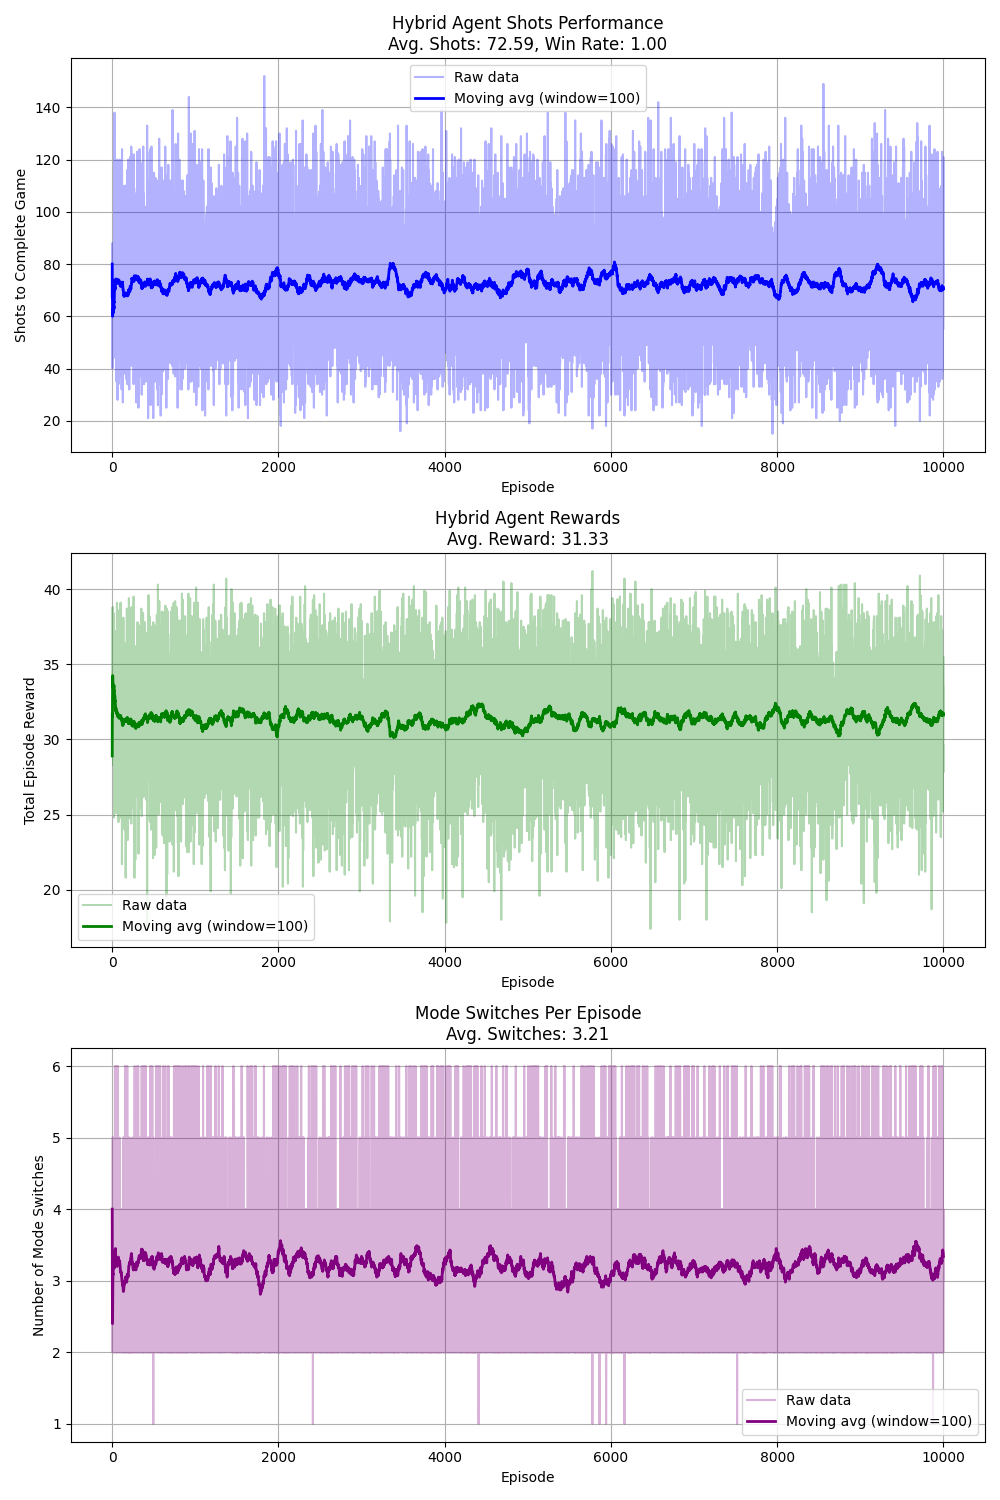 Hybrid Agent Shots Performance
Avg. Shots: 72.59, Win Rate: 1.00
Raw data
Moving avg (window=100)
Shots to Complete Game
140
120
100
80
60
40
20
0
2000
4000
6000
8000
10000
Episode
Hybrid Agent Rewards
Avg. Reward: 31.33
Total Episode Reward
40
35
30
25
20
Raw data
Moving avg (window=100)
0
2000
4000
6000
8000
10000
Episode
Mode Switches Per Episode
Avg. Switches: 3.21
Number of Mode Switches
6
5
4
3
2
1
Raw data
Moving avg (window=100)
0
2000
4000
6000
8000
10000
Episode